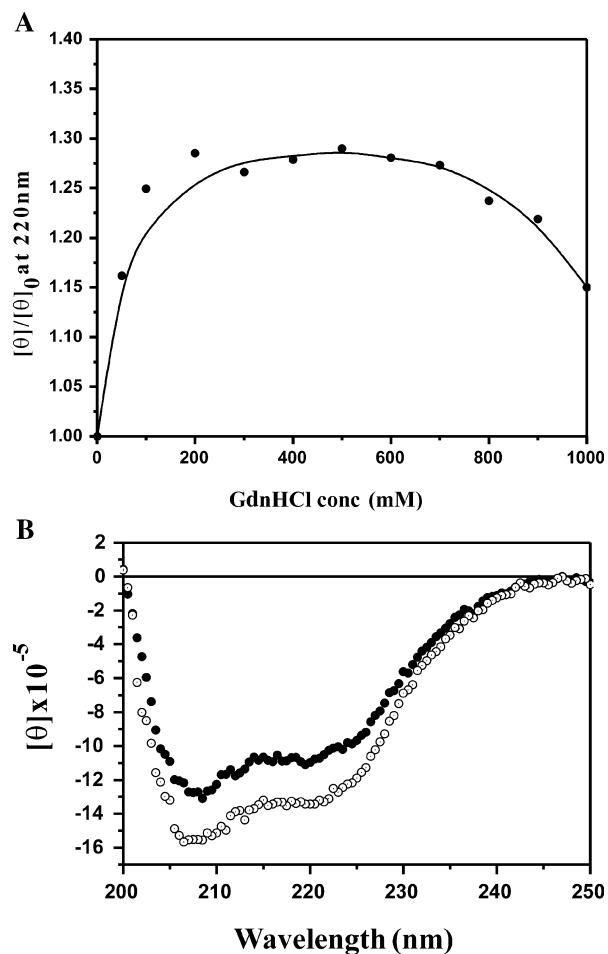 A
1.40
1.35
1.30
1.25
1.20
1.15
1.10
1.05
1.00
[θ]/[θ]0 at 220nm
0 200 400 600 800 1000
GdnHCl conc (mM)
B
2
0
-2
-4
-6
-8
-10
-12
-14
-16
[θ]x10-5
200 210 220 230 240 250
Wavelength (nm)